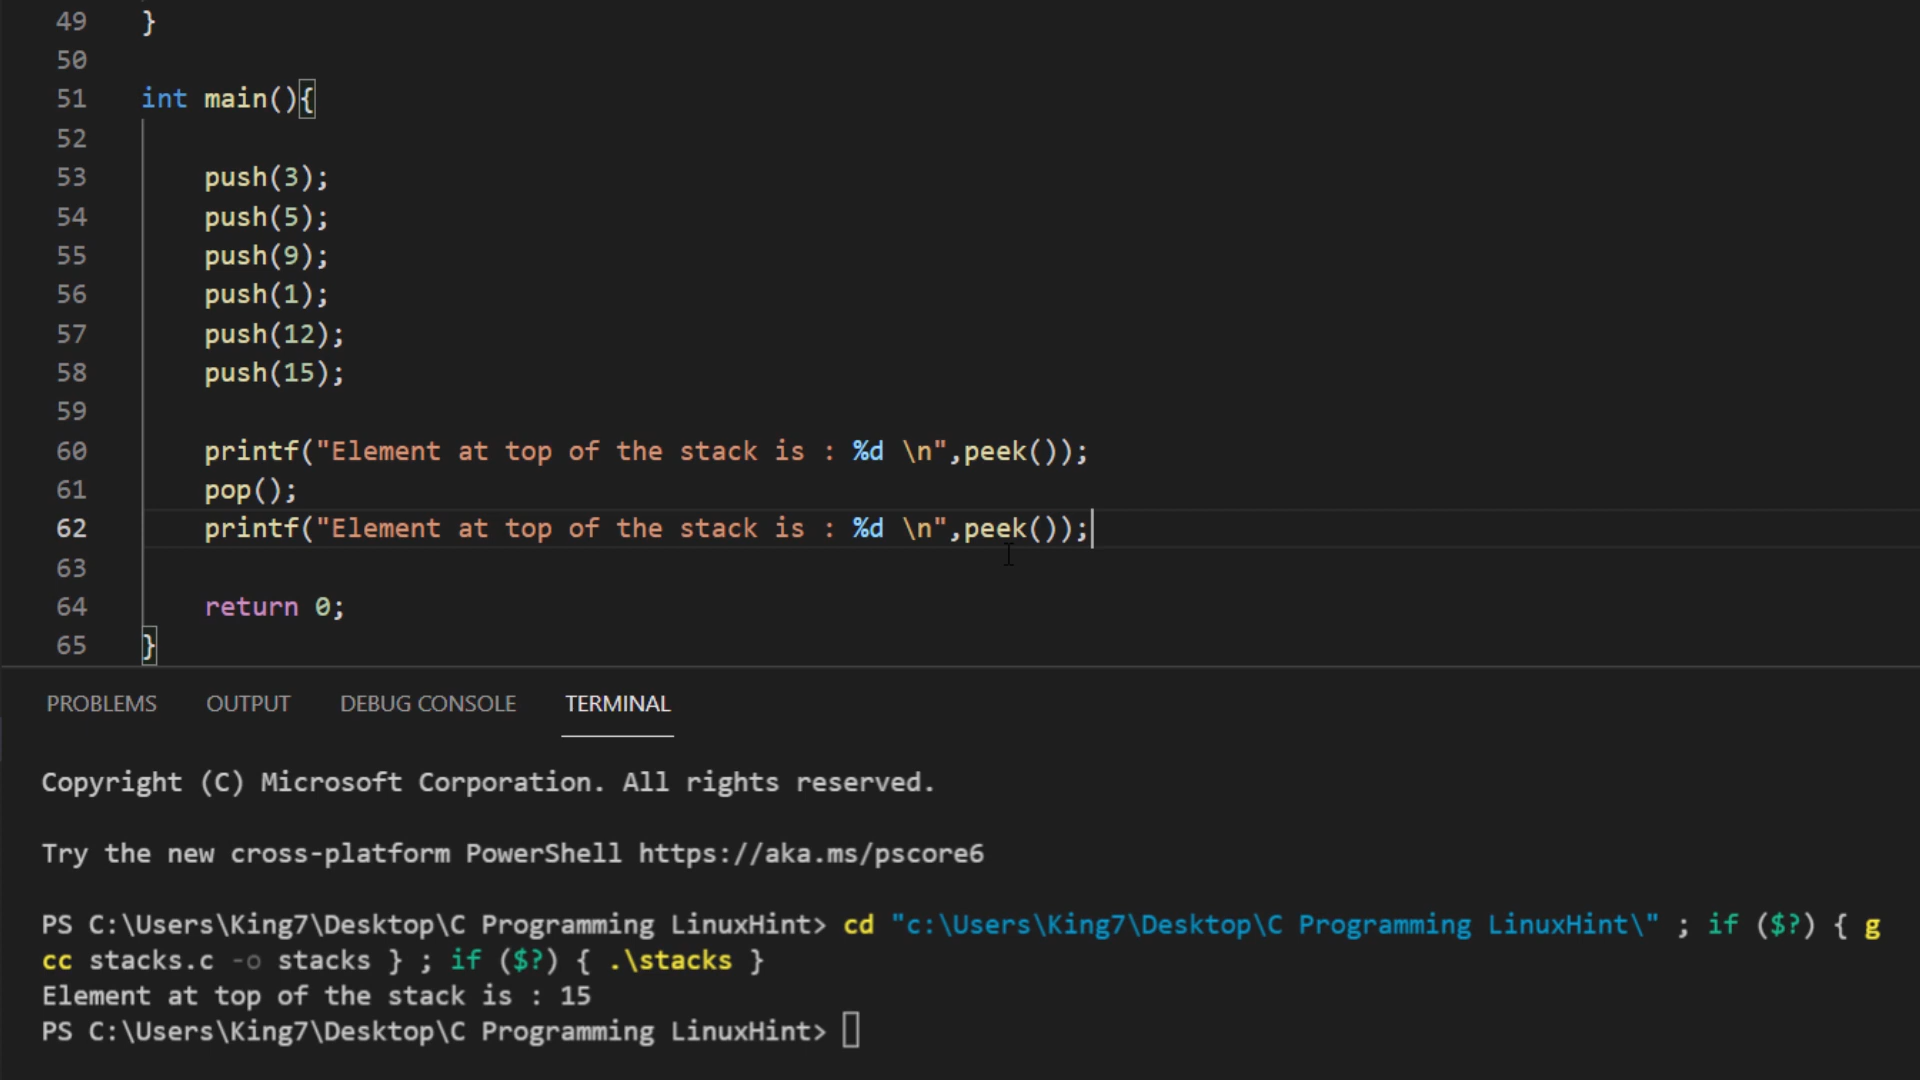 49 }
50
51 int main(){
52
53 push(3);
54 push(5);
55 push(9);
56 push(1);
57 push(12);
58 push(15);
59
60 printf("Element at top of the stack is : %d \n",peek());
61 pop();
62 printf("Element at top of the stack is : %d \n",peek());
63
64 return 0;
65 }
PROBLEMS OUTPUT DEBUG CONSOLE TERMINAL
Copyright (C) Microsoft Corporation. All rights reserved.
Try the new cross-platform PowerShell https://aka.ms/pscore6
PS C:\Users\King7\Desktop\C Programming LinuxHint> cd "c:\Users\King7\Desktop\C Programming LinuxHint\" ; if ($?) { g
cc stacks.c -o stacks } ; if ($?) { .\stacks }
Element at top of the stack is : 15
PS C:\Users\King7\Desktop\C Programming LinuxHint>